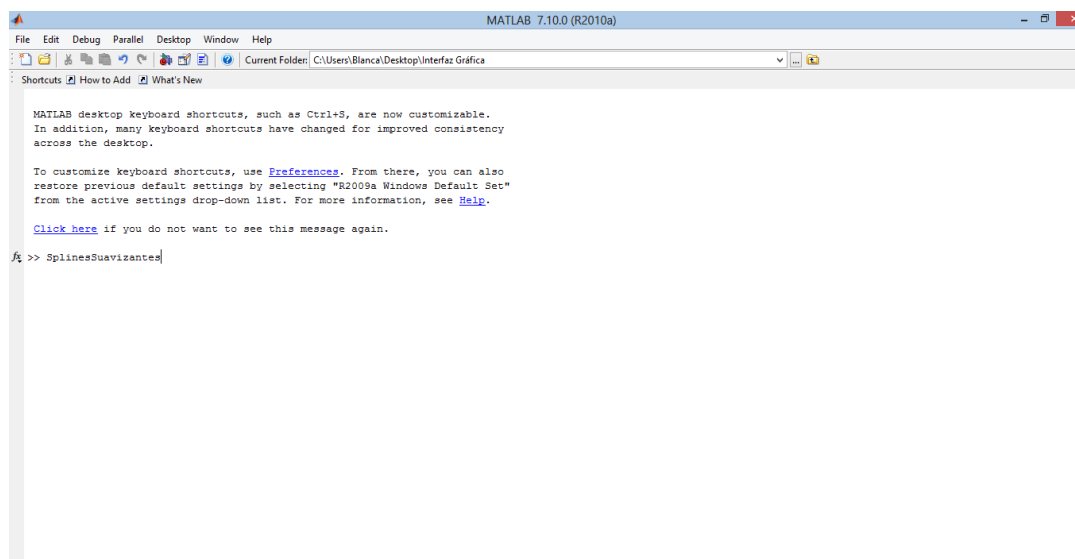 MATLAB 7.10.0 (R2010a)
File Edit Debug Parallel Desktop Window Help
Current Folder: C:\Users\Blanca\Desktop\Interfaz Gráfica
Shortcuts How to Add What's New
MATLAB desktop keyboard shortcuts, such as Ctrl+S, are now customizable.
In addition, many keyboard shortcuts have changed for improved consistency
across the desktop.
To customize keyboard shortcuts, use Preferences. From there, you can also
restore previous default settings by selecting "R2009a Windows Default Set"
from the active settings drop-down list. For more information, see Help.
Click here if you do not want to see this message again.
fx >> SplinesSuavizantes